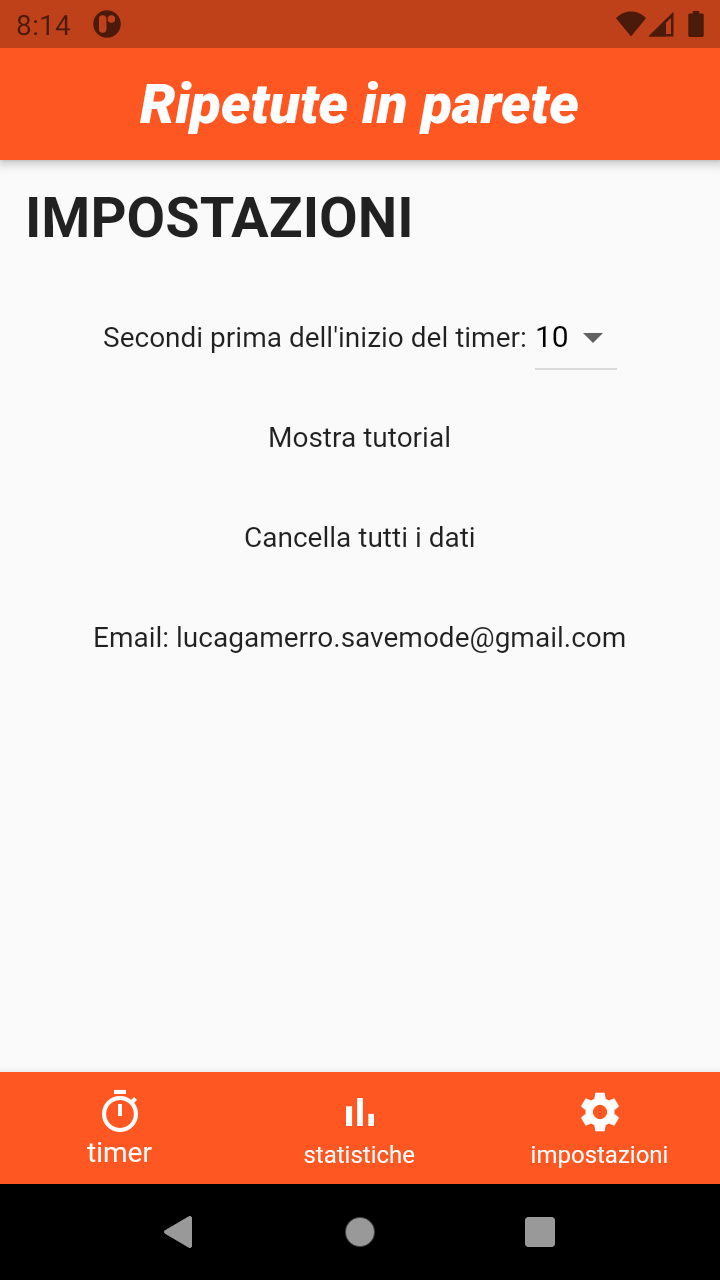 8:14
Ripetute in parete
IMPOSTAZIONI
Secondi prima dell'inizio del timer: 10
Mostra tutorial
Cancella tutti i dati
Email: lucagamerro.savemode@gmail.com
timer
statistiche
impostazioni